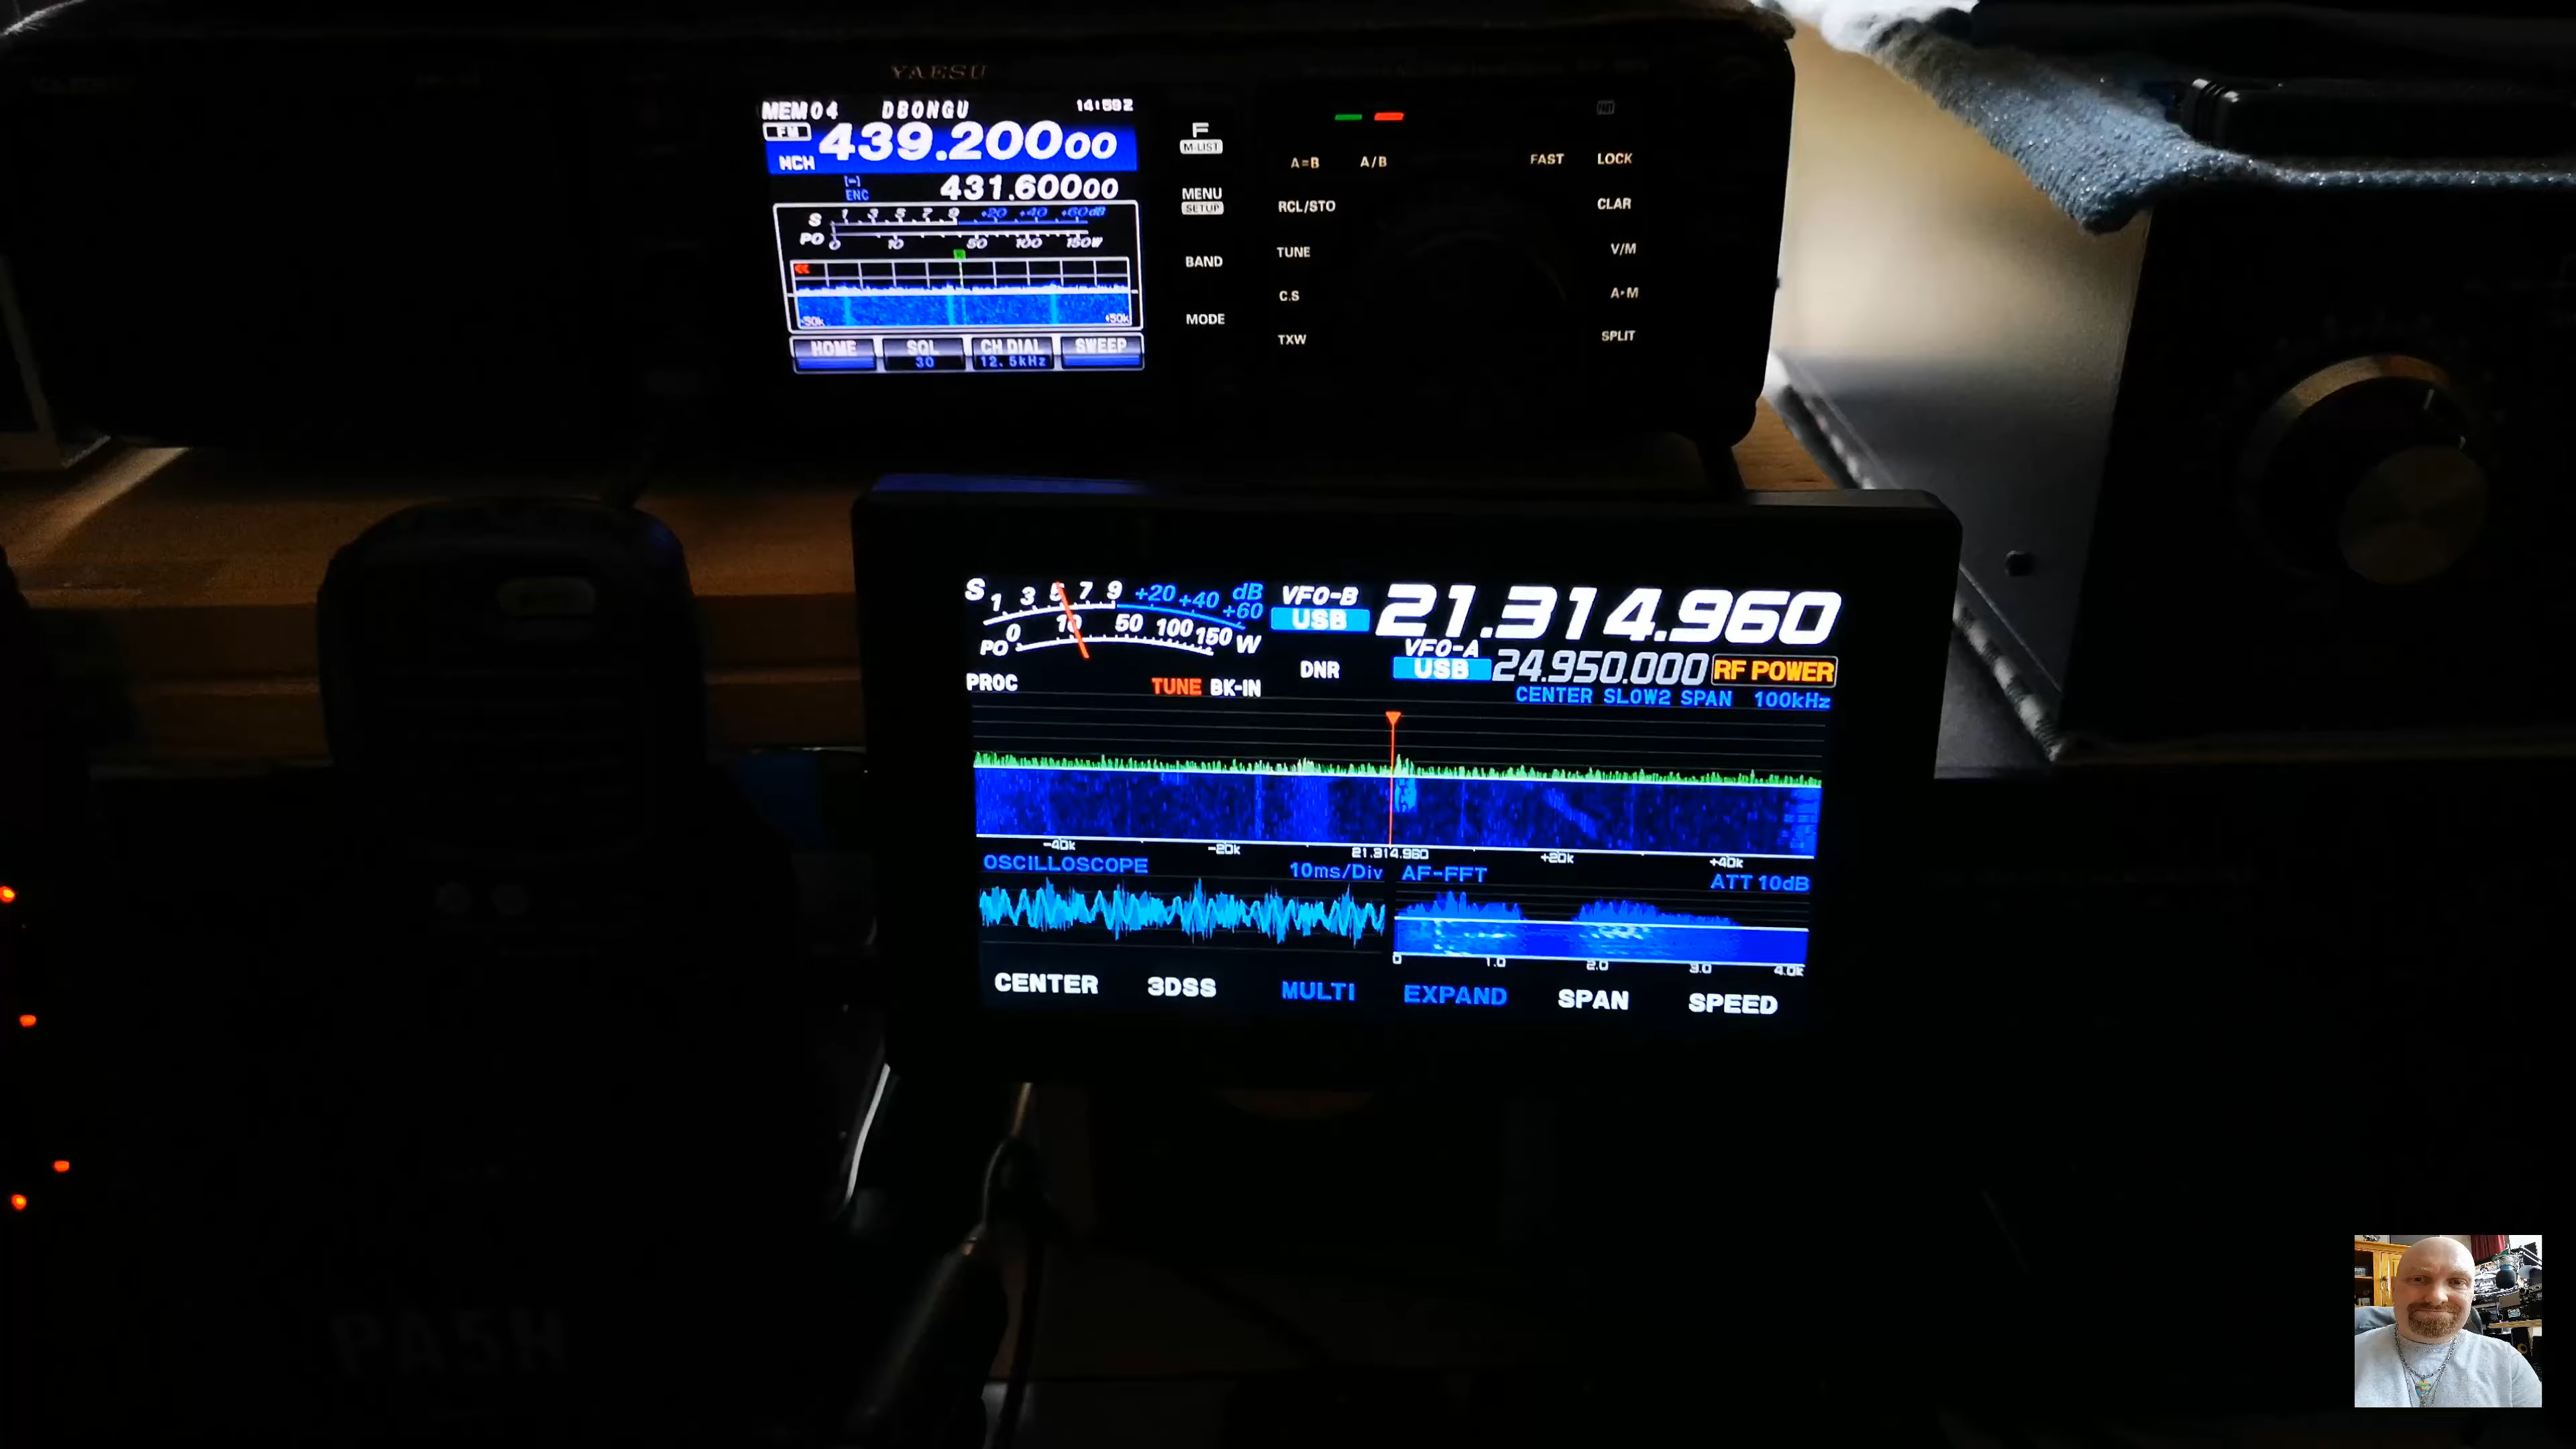 YAESU
MEM04 DB0NGU 14:592
FM 439.20000
NCH
[-]
ENC 431.60000
S 1 3 5 7 9 +20 +40 +60dB
PO 0 10 50 100 150W
-50k +50k
HOME SQL CH DIAL SWEEP
30 12.5kHz
F
M-LIST
MENU
SETUP
BAND
MODE
A=B A/B FAST LOCK
RCL/STO CLAR
TUNE V/M
C.S A▸M
TXW SPLIT
S 1 3 5 7 9 +20 +40 +60 dB
PO 0 10 50 100 150 W
VFO-B
USB 21.314.960
VFO-A
USB 24.950.000 RF POWER
PROC TUNE BK-IN DNR
CENTER SLOW2 SPAN 100kHz
-40k -20k 21.314.960 +20k +40k
OSCILLOSCOPE 10ms/Div AF-FFT ATT 10dB
0 1.0 2.0 3.0 4.0k
CENTER 3DSS MULTI EXPAND SPAN SPEED